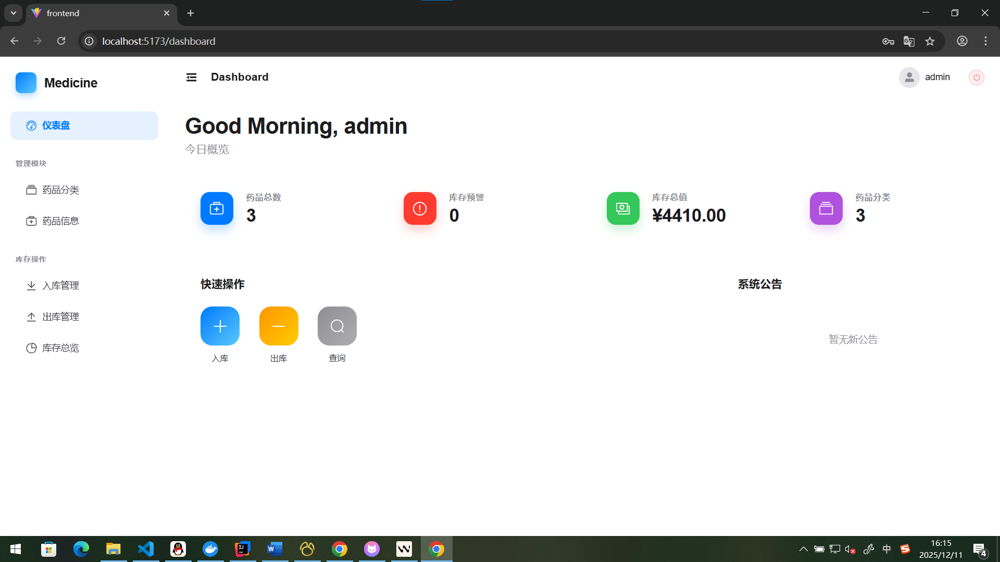 frontend
localhost:5173/dashboard
Medicine
Dashboard
admin
仪表盘
管理模块
药品分类
药品信息
库存操作
入库管理
出库管理
库存总览
Good Morning, admin
今日概览
药品总数
3
库存预警
0
库存总值
¥4410.00
药品分类
3
快速操作
入库
出库
查询
系统公告
暂无新公告
中
16:15
2025/12/11
4